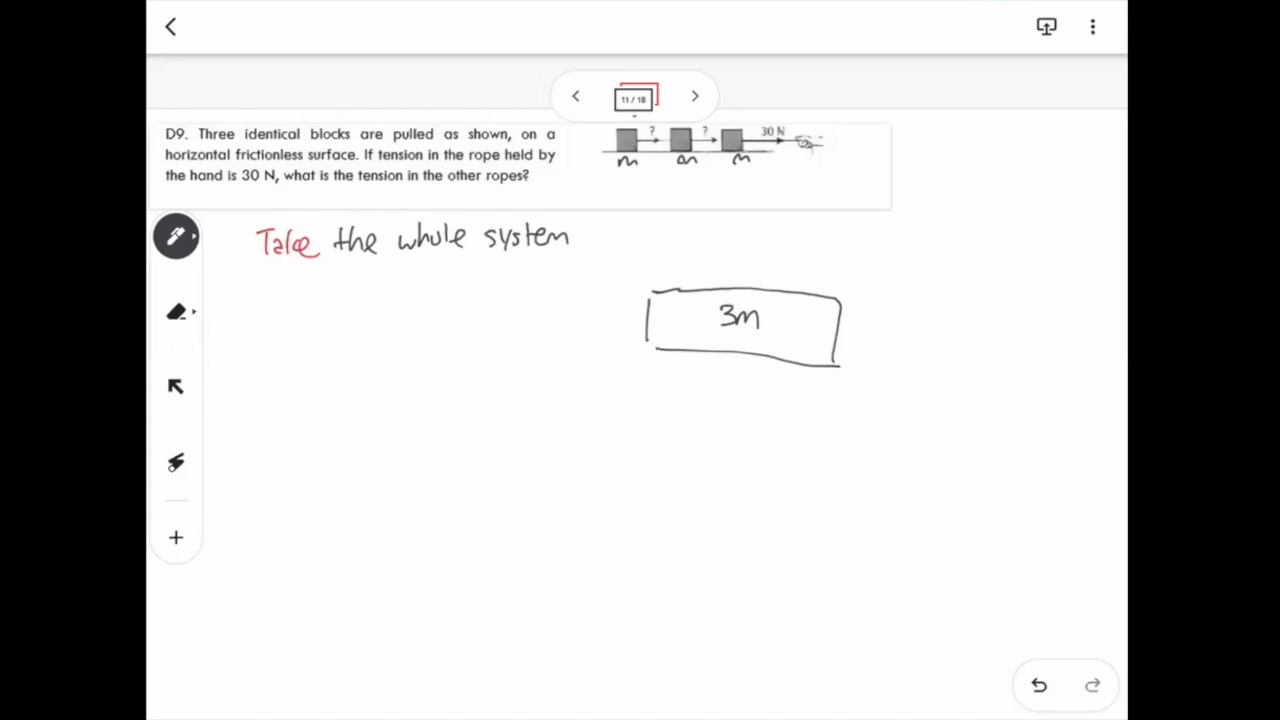 11 / 18
D9. Three identical blocks are pulled as shown, on a
horizontal frictionless surface. If tension in the rope held by
the hand is 30 N, what is the tension in the other ropes?
? ? 30 N
m m m
Take the whole system
3m